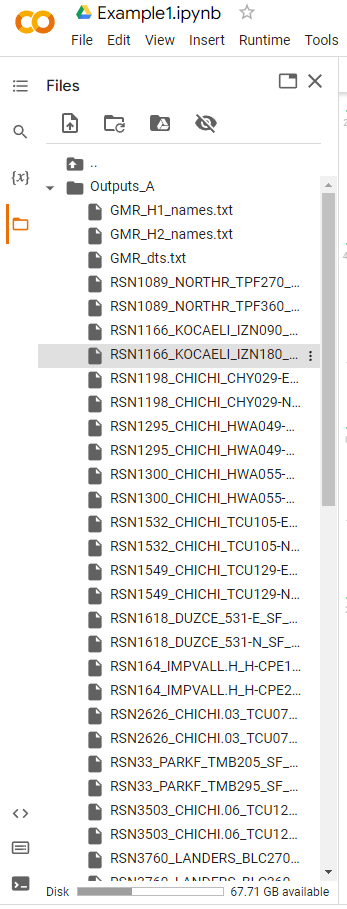 Example1.ipynb
File Edit View Insert Runtime Tools
Files
{x}
..
Outputs_A
GMR_H1_names.txt
GMR_H2_names.txt
GMR_dts.txt
RSN1089_NORTHR_TPF270_...
RSN1089_NORTHR_TPF360_...
RSN1166_KOCAELI_IZN090_...
RSN1166_KOCAELI_IZN180_...
RSN1198_CHICHI_CHY029-E...
RSN1198_CHICHI_CHY029-N...
RSN1295_CHICHI_HWA049-...
RSN1295_CHICHI_HWA049-...
RSN1300_CHICHI_HWA055-...
RSN1300_CHICHI_HWA055-...
RSN1532_CHICHI_TCU105-E...
RSN1532_CHICHI_TCU105-N...
RSN1549_CHICHI_TCU129-E...
RSN1549_CHICHI_TCU129-N...
RSN1618_DUZCE_531-E_SF_...
RSN1618_DUZCE_531-N_SF_...
RSN164_IMPVALL.H_H-CPE1...
RSN164_IMPVALL.H_H-CPE2...
RSN2626_CHICHI.03_TCU07...
RSN2626_CHICHI.03_TCU07...
RSN33_PARKF_TMB205_SF_...
RSN33_PARKF_TMB295_SF_...
RSN3503_CHICHI.06_TCU12...
RSN3503_CHICHI.06_TCU12...
RSN3760_LANDERS_BLC270...
Disk 67.71 GB available